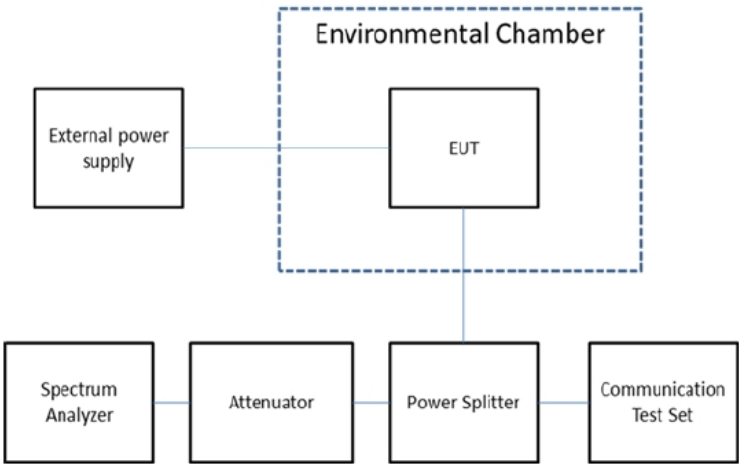 Environmental Chamber
External power
supply
EUT
Spectrum
Analyzer
Attenuator
Power Splitter
Communication
Test Set